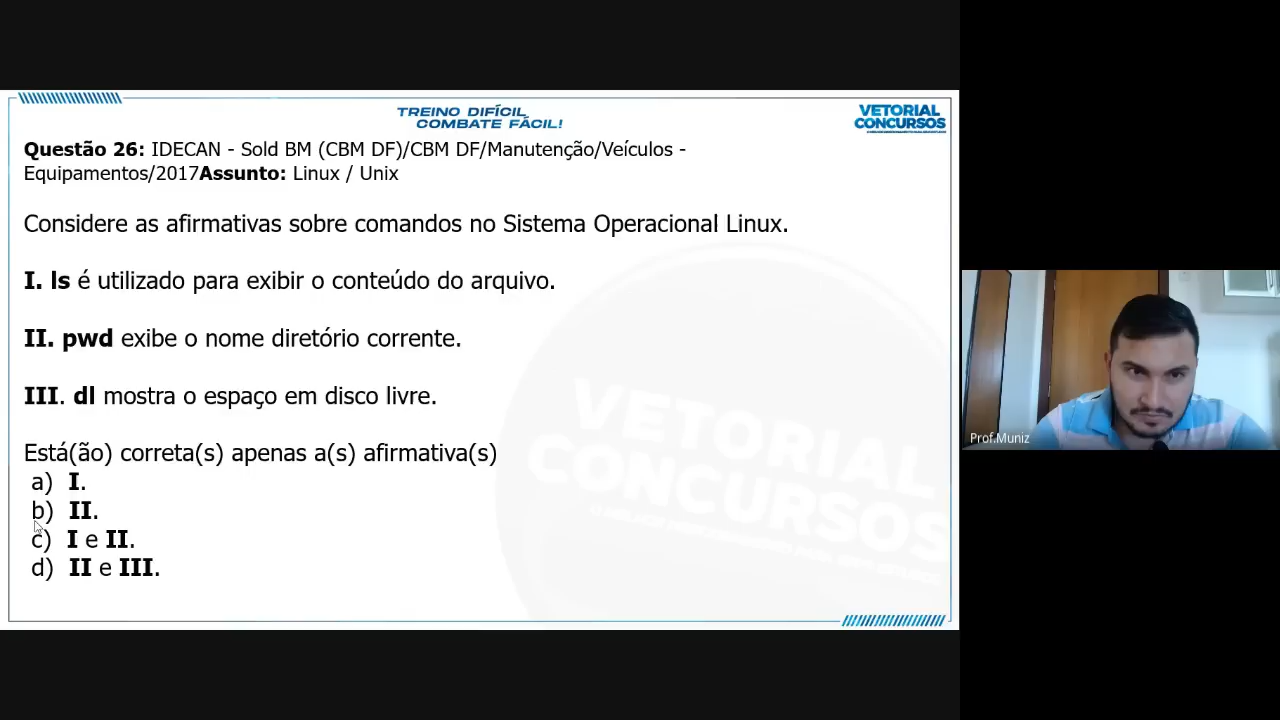 TREINO DIFÍCIL,
COMBATE FÁCIL!
VETORIAL
CONCURSOS
Questão 26: IDECAN - Sold BM (CBM DF)/CBM DF/Manutenção/Veículos -
Equipamentos/2017Assunto: Linux / Unix
Considere as afirmativas sobre comandos no Sistema Operacional Linux.
I. ls é utilizado para exibir o conteúdo do arquivo.
II. pwd exibe o nome diretório corrente.
III. dl mostra o espaço em disco livre.
Está(ão) correta(s) apenas a(s) afirmativa(s)
a) I.
b) II.
c) I e II.
d) II e III.
VETORIAL
CONCURSOS
Prof.Muniz